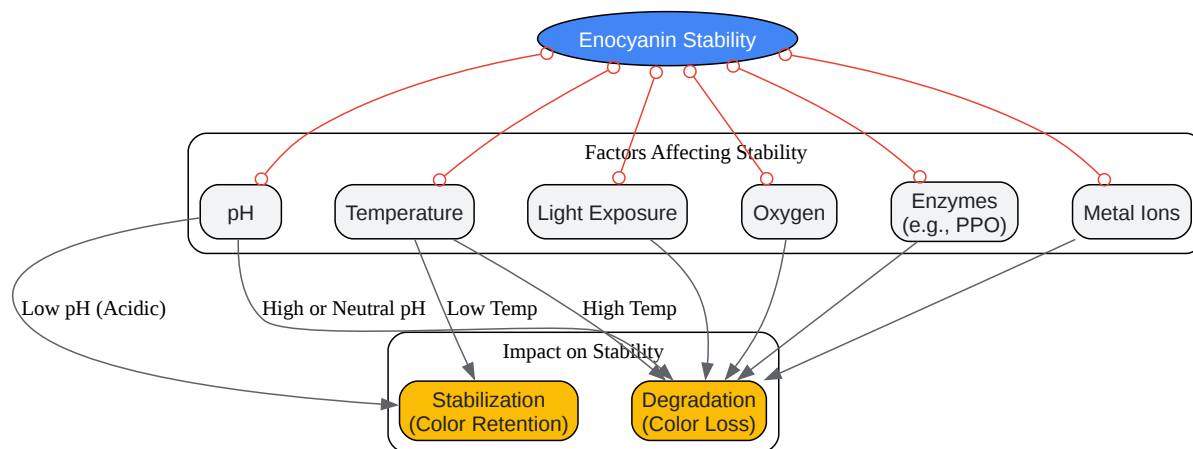 Enocyanin Stability
Factors Affecting Stability
pH
Temperature
Light Exposure
Oxygen
Enzymes
(e.g., PPO)
Metal Ions
Low pH (Acidic)
High or Neutral pH
Low Temp
High Temp
Impact on Stability
Stabilization
(Color Retention)
Degradation
(Color Loss)